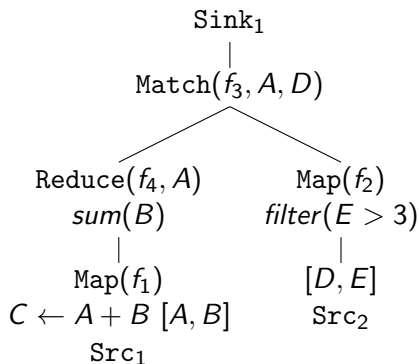 Sink₁
Match(f₃, A, D)
Reduce(f₄, A)
sum(B)
Map(f₂)
filter(E > 3)
Map(f₁)
C ← A + B [A, B]
Src₁
[D, E]
Src₂